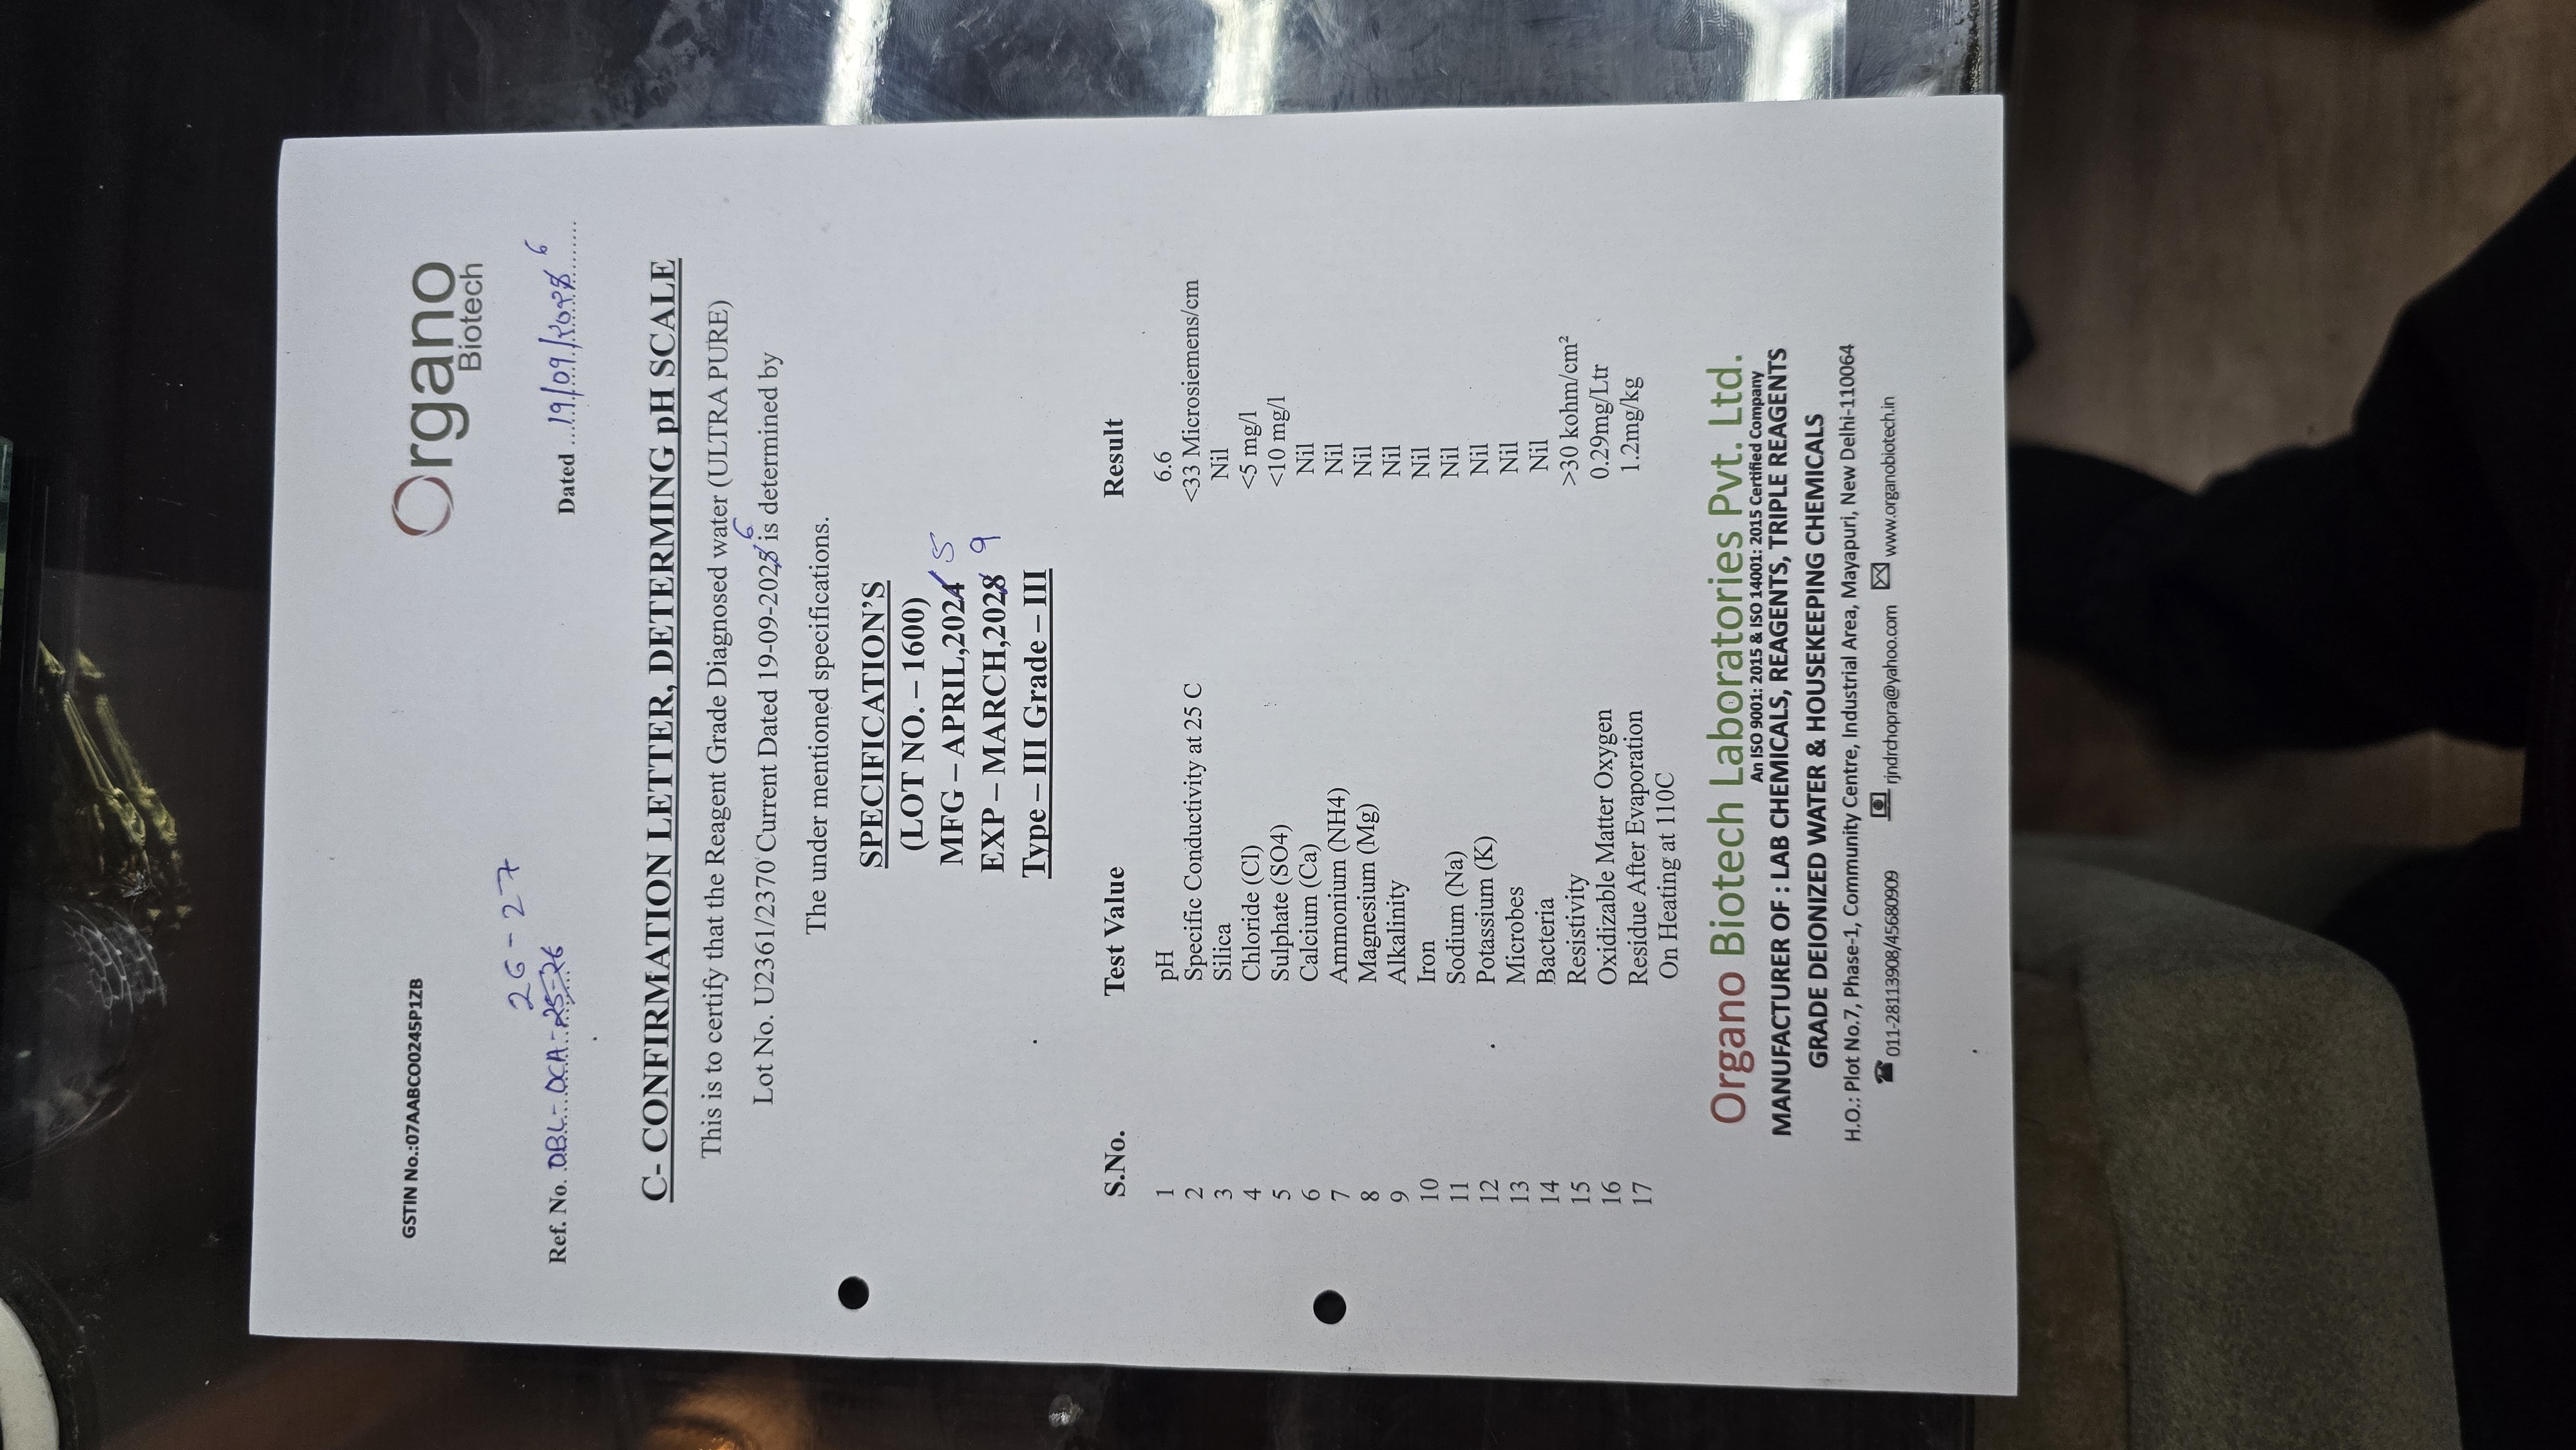 GSTIN No.:07AABCO0245P1ZB
Organo
Biotech
26-27
Ref. No. OBL- OCA-25-26
6
Dated ...19/09/2025...........
C- CONFIRMATION LETTER, DETERMING pH SCALE
This is to certify that the Reagent Grade Diagnosed water (ULTRA PURE)
6
Lot No. U2361/2370 Current Dated 19-09-2025 is determined by
The under mentioned specifications.
SPECIFICATION'S
(LOT NO. – 1600)
MFG – APRIL,2024 5
EXP – MARCH,2028 9
Type – III Grade – III
S.No. Test Value Result
1 pH 6.6
2 Specific Conductivity at 25 C <33 Microsiemens/cm
3 Silica Nil
4 Chloride (Cl) <5 mg/l
5 Sulphate (SO4) <10 mg/l
6 Calcium (Ca) Nil
7 Ammonium (NH4) Nil
8 Magnesium (Mg) Nil
9 Alkalinity Nil
10 Iron Nil
11 Sodium (Na) Nil
12 Potassium (K) Nil
13 Microbes Nil
14 Bacteria Nil
15 Resistivity >30 kohm/cm²
16 Oxidizable Matter Oxygen 0.29mg/Ltr
17 Residue After Evaporation 1.2mg/kg
On Heating at 110C
Organo Biotech Laboratories Pvt. Ltd.
An ISO 9001: 2015 & ISO 14001: 2015 Certified Company
MANUFACTURER OF : LAB CHEMICALS, REAGENTS, TRIPLE REAGENTS
GRADE DEIONIZED WATER & HOUSEKEEPING CHEMICALS
H.O.: Plot No.7, Phase-1, Community Centre, Industrial Area, Mayapuri, New Delhi-110064
011-28113908/45680909 rjndrchopra@yahoo.com www.organobiotech.in